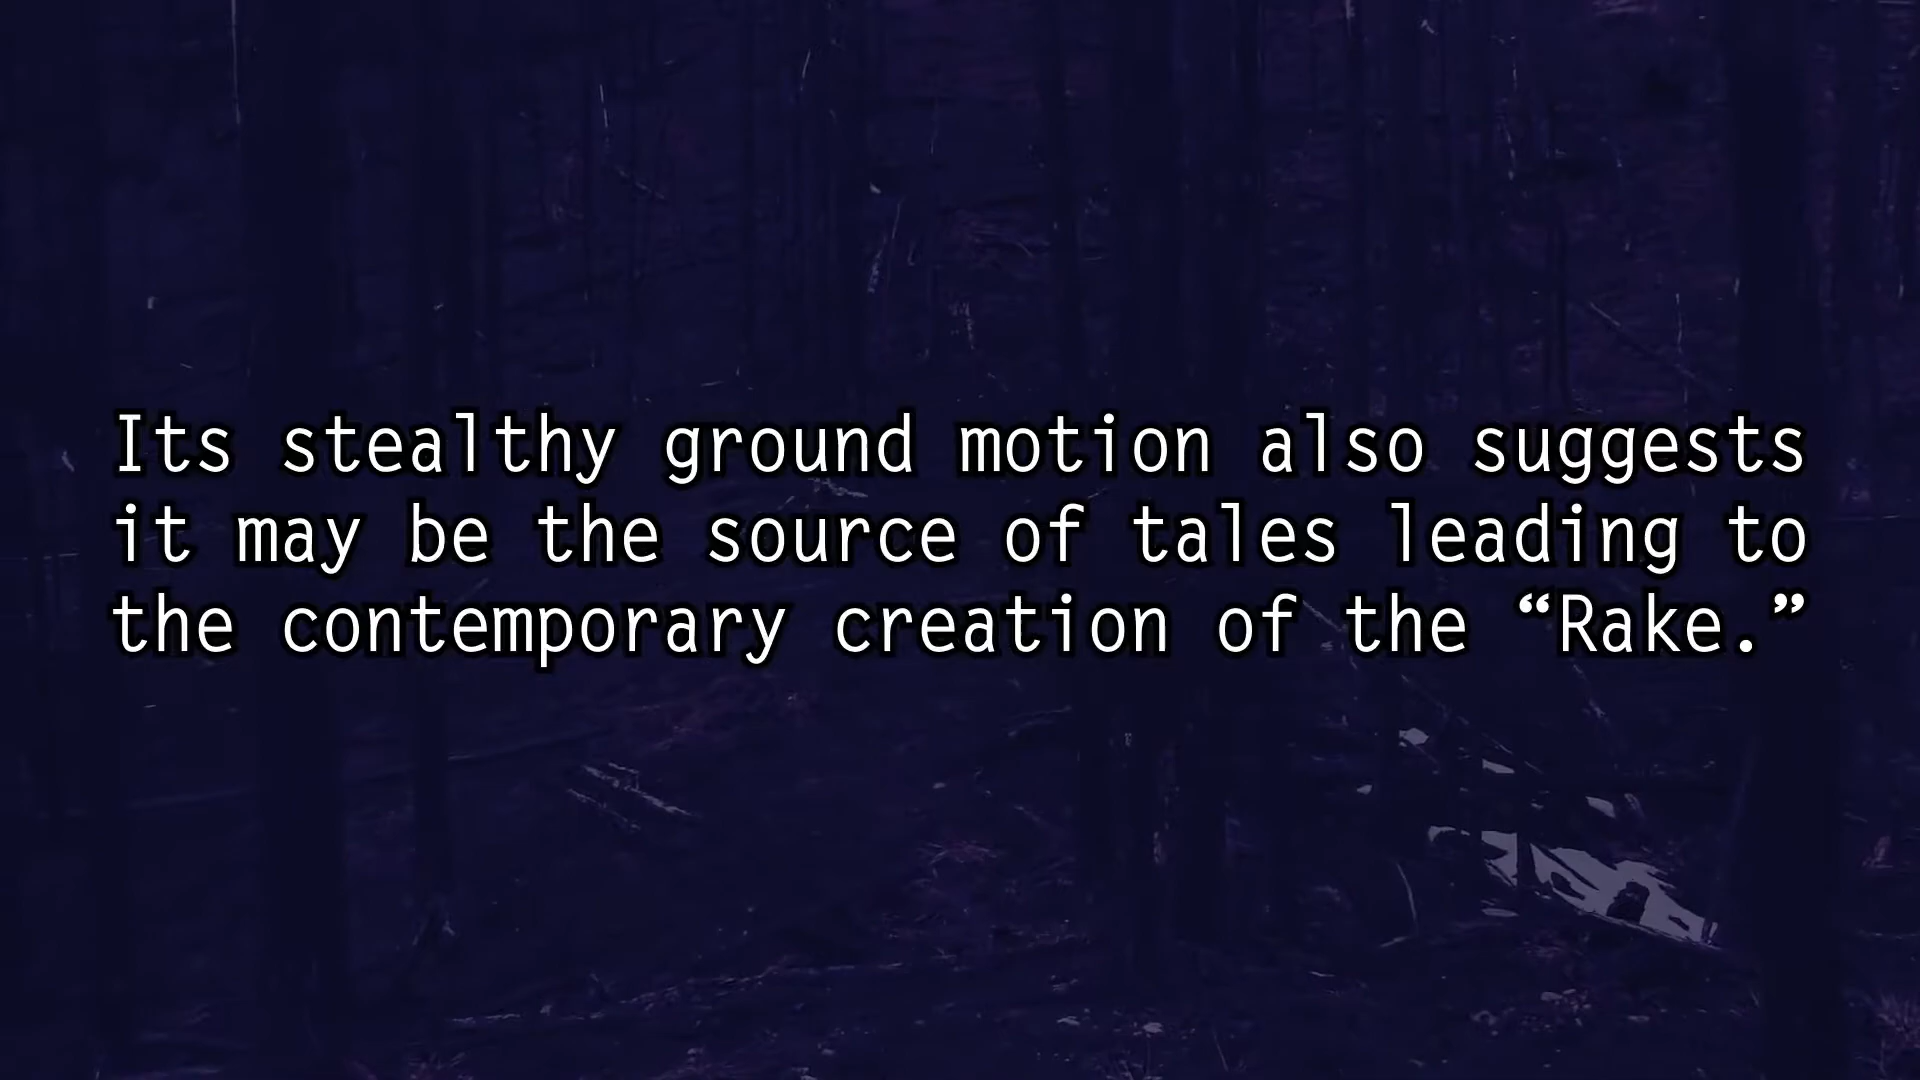 Its stealthy ground motion also suggests
it may be the source of tales leading to
the contemporary creation of the “Rake.”